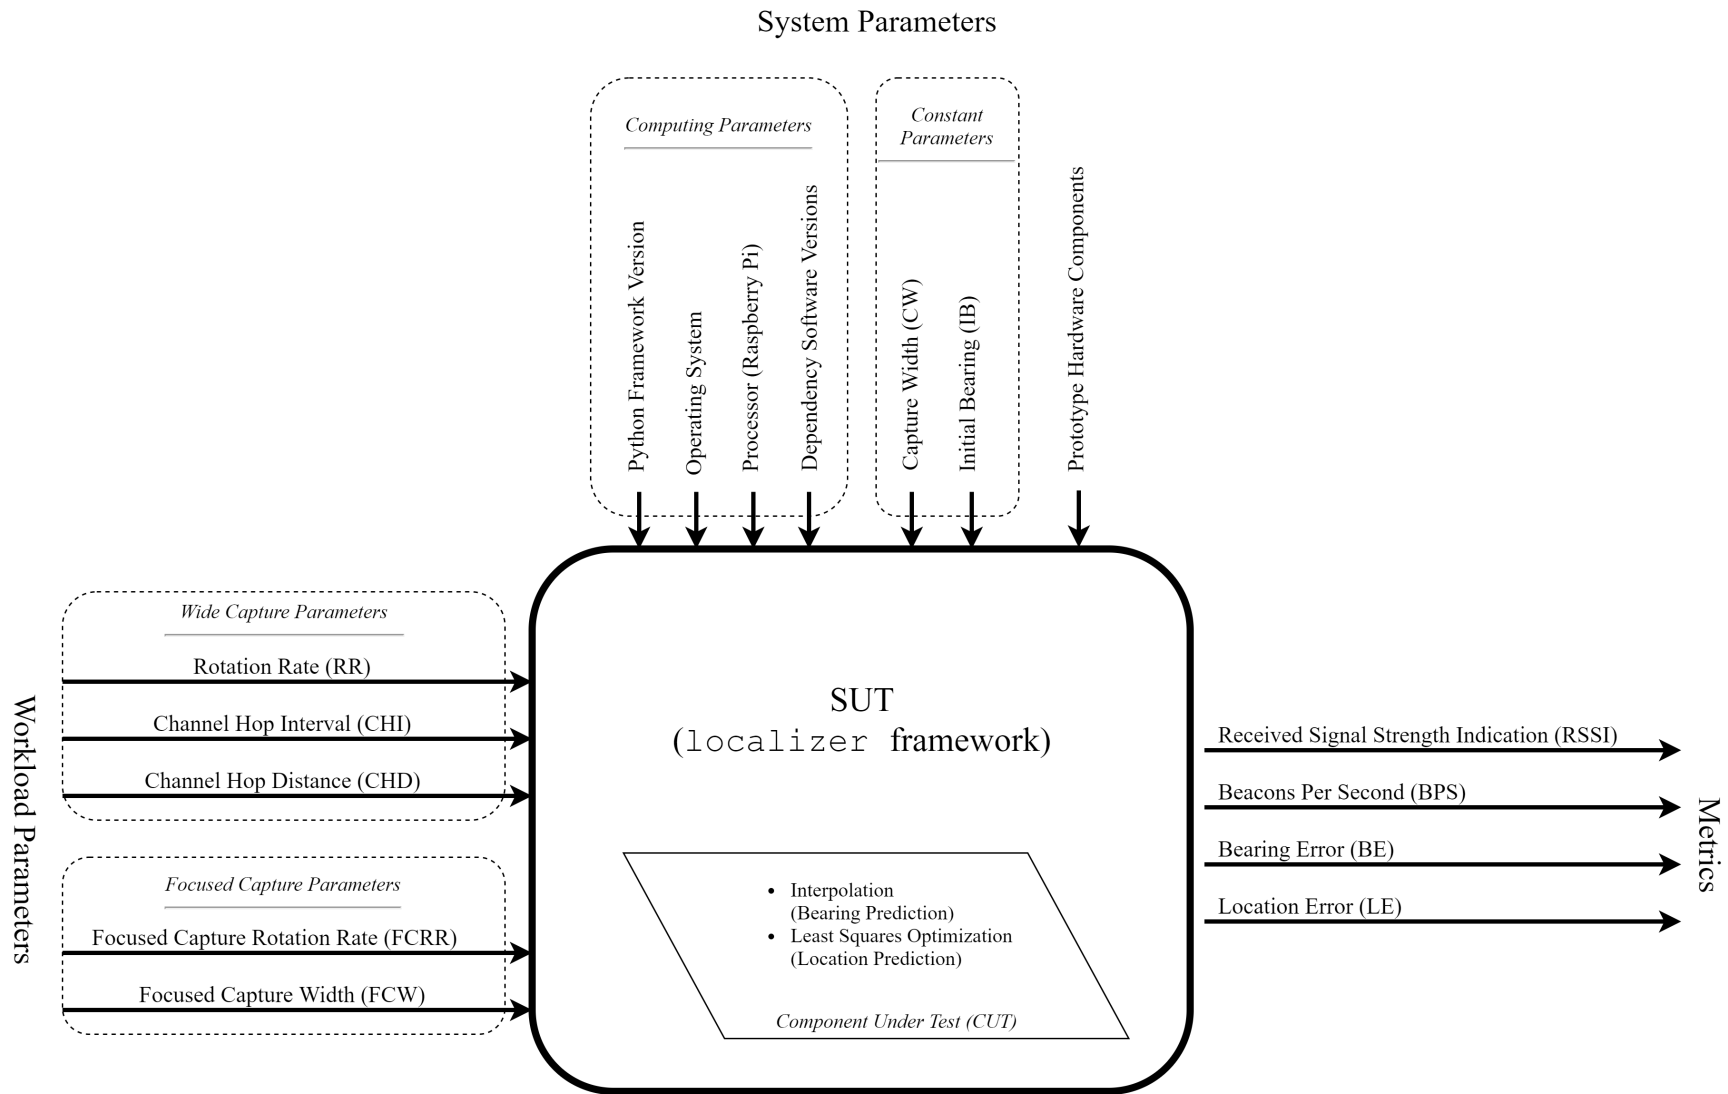 System Parameters
Computing Parameters
Constant
Parameters
Python Framework Version
Operating System
Processor (Raspberry Pi)
Dependency Software Versions
Capture Width (CW)
Initial Bearing (IB)
Prototype Hardware Components
Workload Parameters
Wide Capture Parameters
Rotation Rate (RR)
Channel Hop Interval (CHI)
Channel Hop Distance (CHD)
Focused Capture Parameters
Focused Capture Rotation Rate (FCRR)
Focused Capture Width (FCW)
SUT
(localizer framework)
• Interpolation
(Bearing Prediction)
• Least Squares Optimization
(Location Prediction)
Component Under Test (CUT)
Received Signal Strength Indication (RSSI)
Beacons Per Second (BPS)
Bearing Error (BE)
Location Error (LE)
Metrics